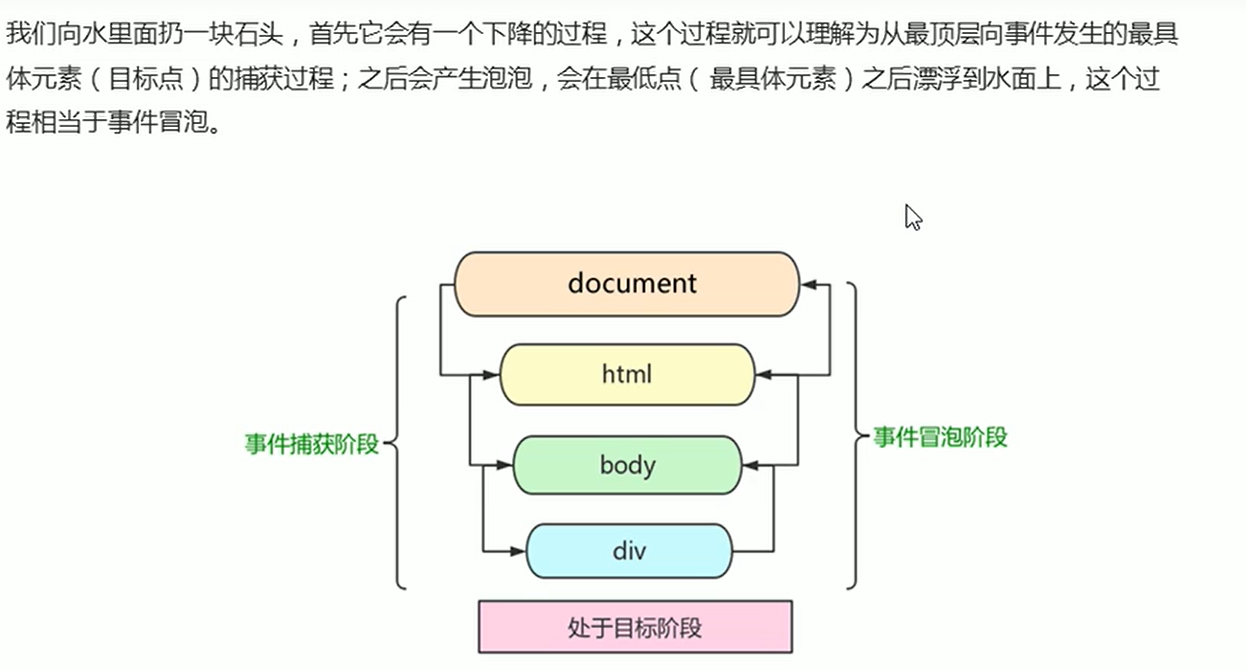 我们向水里面扔一块石头，首先它会有一个下降的过程，这个过程就可以理解为从最顶层向事件发生的最具
体元素（目标点）的捕获过程；之后会产生泡泡，会在最低点（ 最具体元素）之后漂浮到水面上，这个过
程相当于事件冒泡。
document
html
事件捕获阶段
事件冒泡阶段
body
div
处于目标阶段